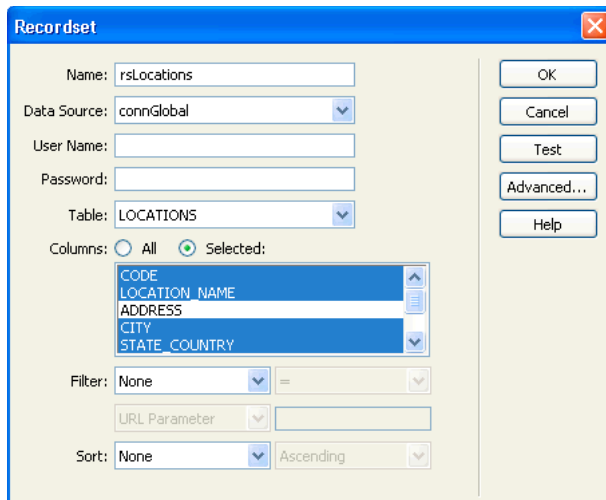 Recordset
Name: rsLocations
OK
Data Source: connGlobal
Cancel
User Name:
Test
Password:
Advanced...
Table: LOCATIONS
Help
Columns: All Selected:
CODE
LOCATION_NAME
ADDRESS
CITY
STATE_COUNTRY
Filter: None =
URL Parameter
Sort: None Ascending